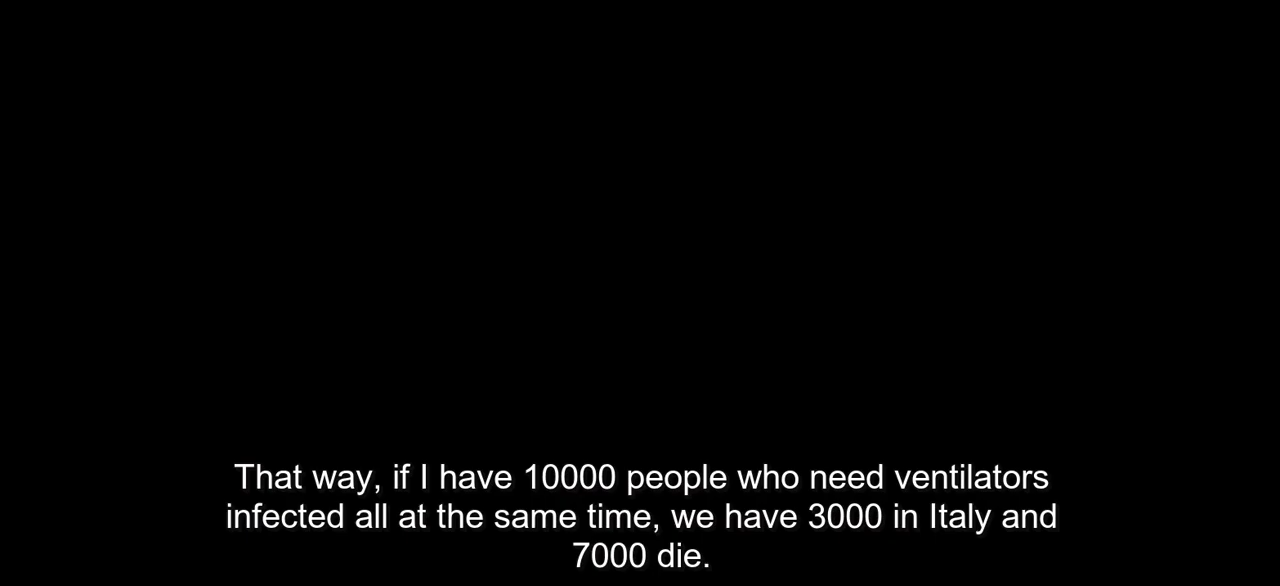 That way, if I have 10000 people who need ventilators
infected all at the same time, we have 3000 in Italy and
7000 die.